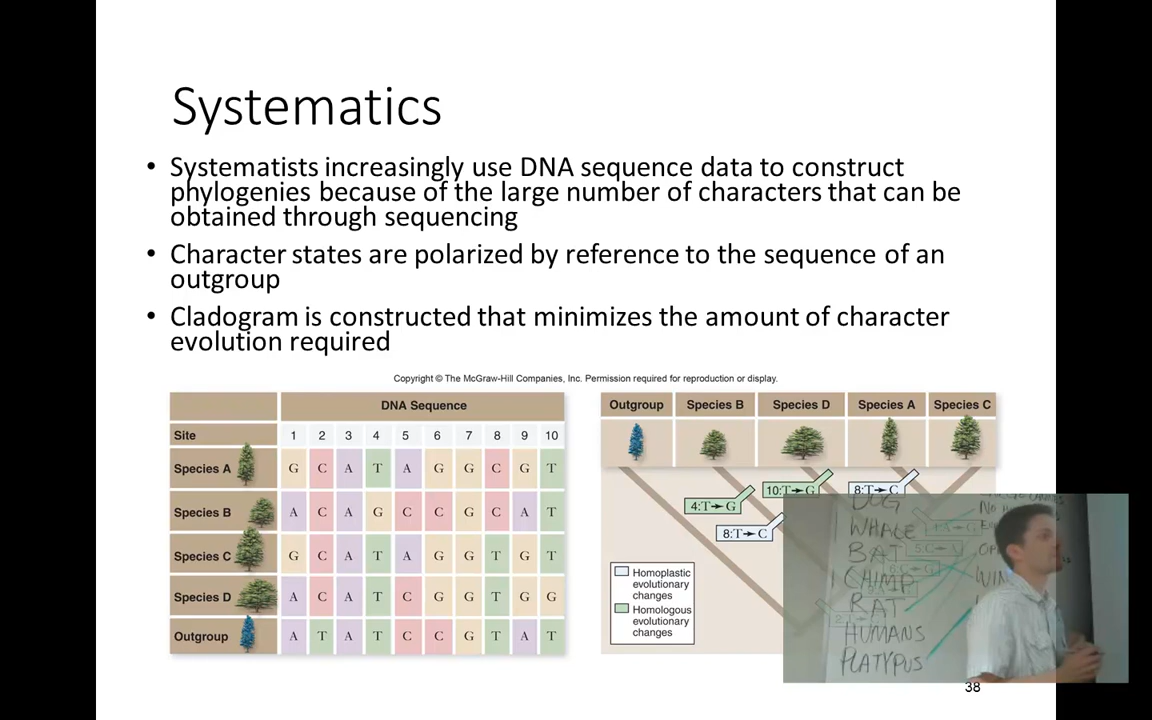 Systematics
• Systematists increasingly use DNA sequence data to construct
phylogenies because of the large number of characters that can be
obtained through sequencing
• Character states are polarized by reference to the sequence of an
outgroup
• Cladogram is constructed that minimizes the amount of character
evolution required
Copyright © The McGraw-Hill Companies, Inc. Permission required for reproduction or display.
DNA Sequence
Site 1 2 3 4 5 6 7 8 9 10
Species A G C A T A G G C G T
Species B A C A G C C G C A T
Species C G C A T A G G T G T
Species D A C A T C G G T G G
Outgroup A T A T C C G T A T
Outgroup Species B Species D Species A Species C
10:T→G 8:T→C
4:T→G
8:T→C
Homoplastic
evolutionary
changes
Homologous
evolutionary
changes
DOG
WHALE
BAT
CHIMP
RAT
HUMANS
PLATYPUS
38